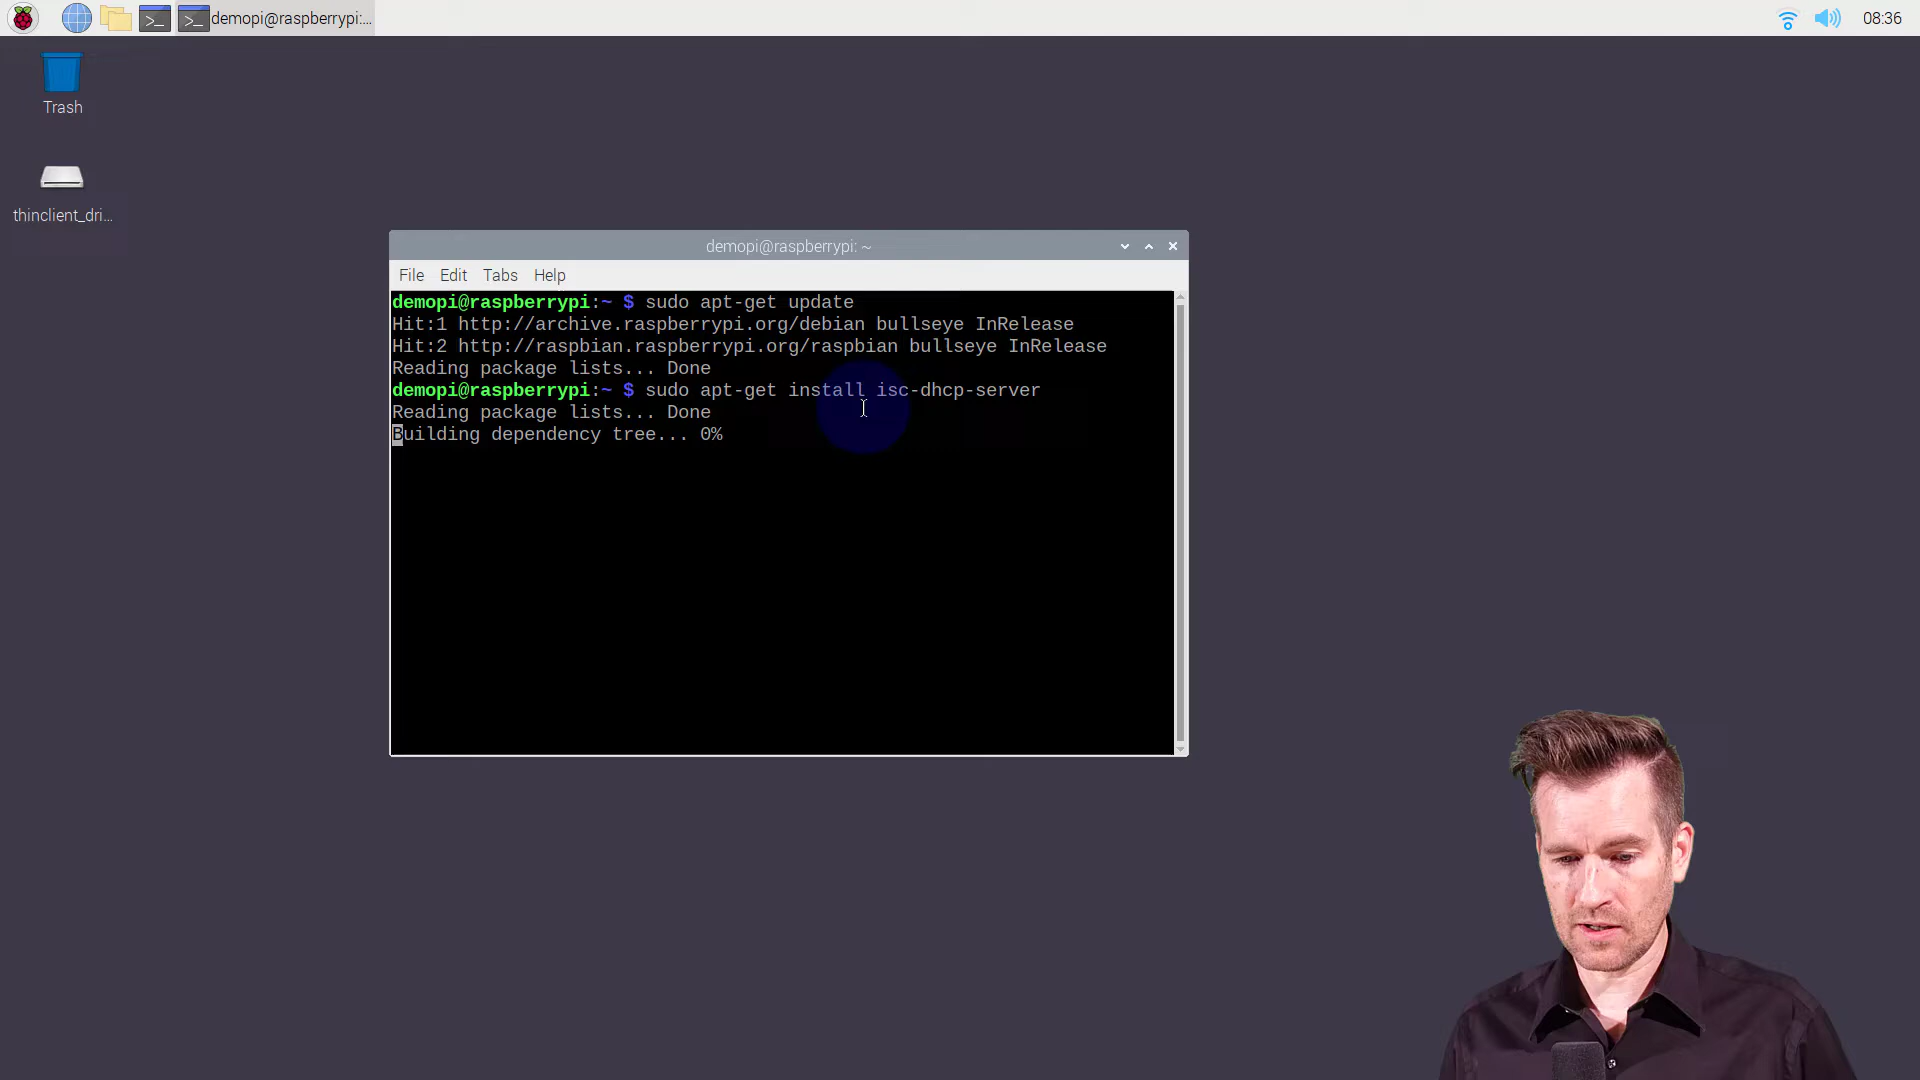 demopi@raspberrypi:...
08:36
Trash
thinclient_dri...
demopi@raspberrypi: ~
File Edit Tabs Help
demopi@raspberrypi:~ $ sudo apt-get update
Hit:1 http://archive.raspberrypi.org/debian bullseye InRelease
Hit:2 http://raspbian.raspberrypi.org/raspbian bullseye InRelease
Reading package lists... Done
demopi@raspberrypi:~ $ sudo apt-get install isc-dhcp-server
Reading package lists... Done
Building dependency tree... 0%